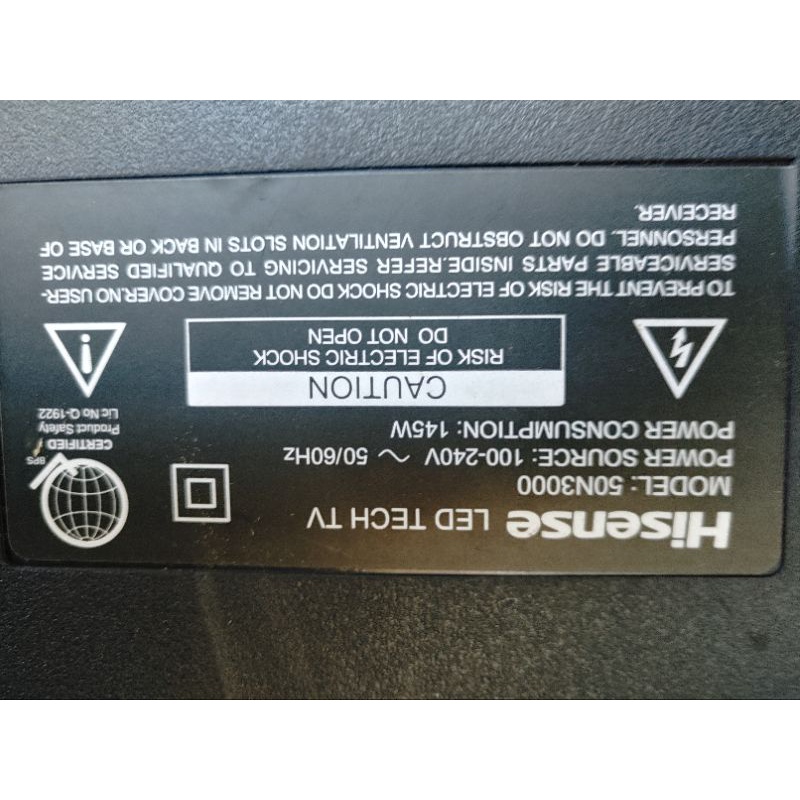 Hisense LED TECH TV
MODEL: 50N3000
POWER SOURCE: 100-240V ～ 50/60Hz
POWER CONSUMPTION: 145W
BPS
CERTIFIED
Product Safety
Lic No Q-1922
CAUTION
RISK OF ELECTRIC SHOCK
DO NOT OPEN
TO PREVENT THE RISK OF ELECTRIC SHOCK DO NOT REMOVE COVER.NO USER-
SERVICEABLE PARTS INSIDE.REFER SERVICING TO QUALIFIED SERVICE
PERSONNEL. DO NOT OBSTRUCT VENTILATION SLOTS IN BACK OR BASE OF
RECEIVER.